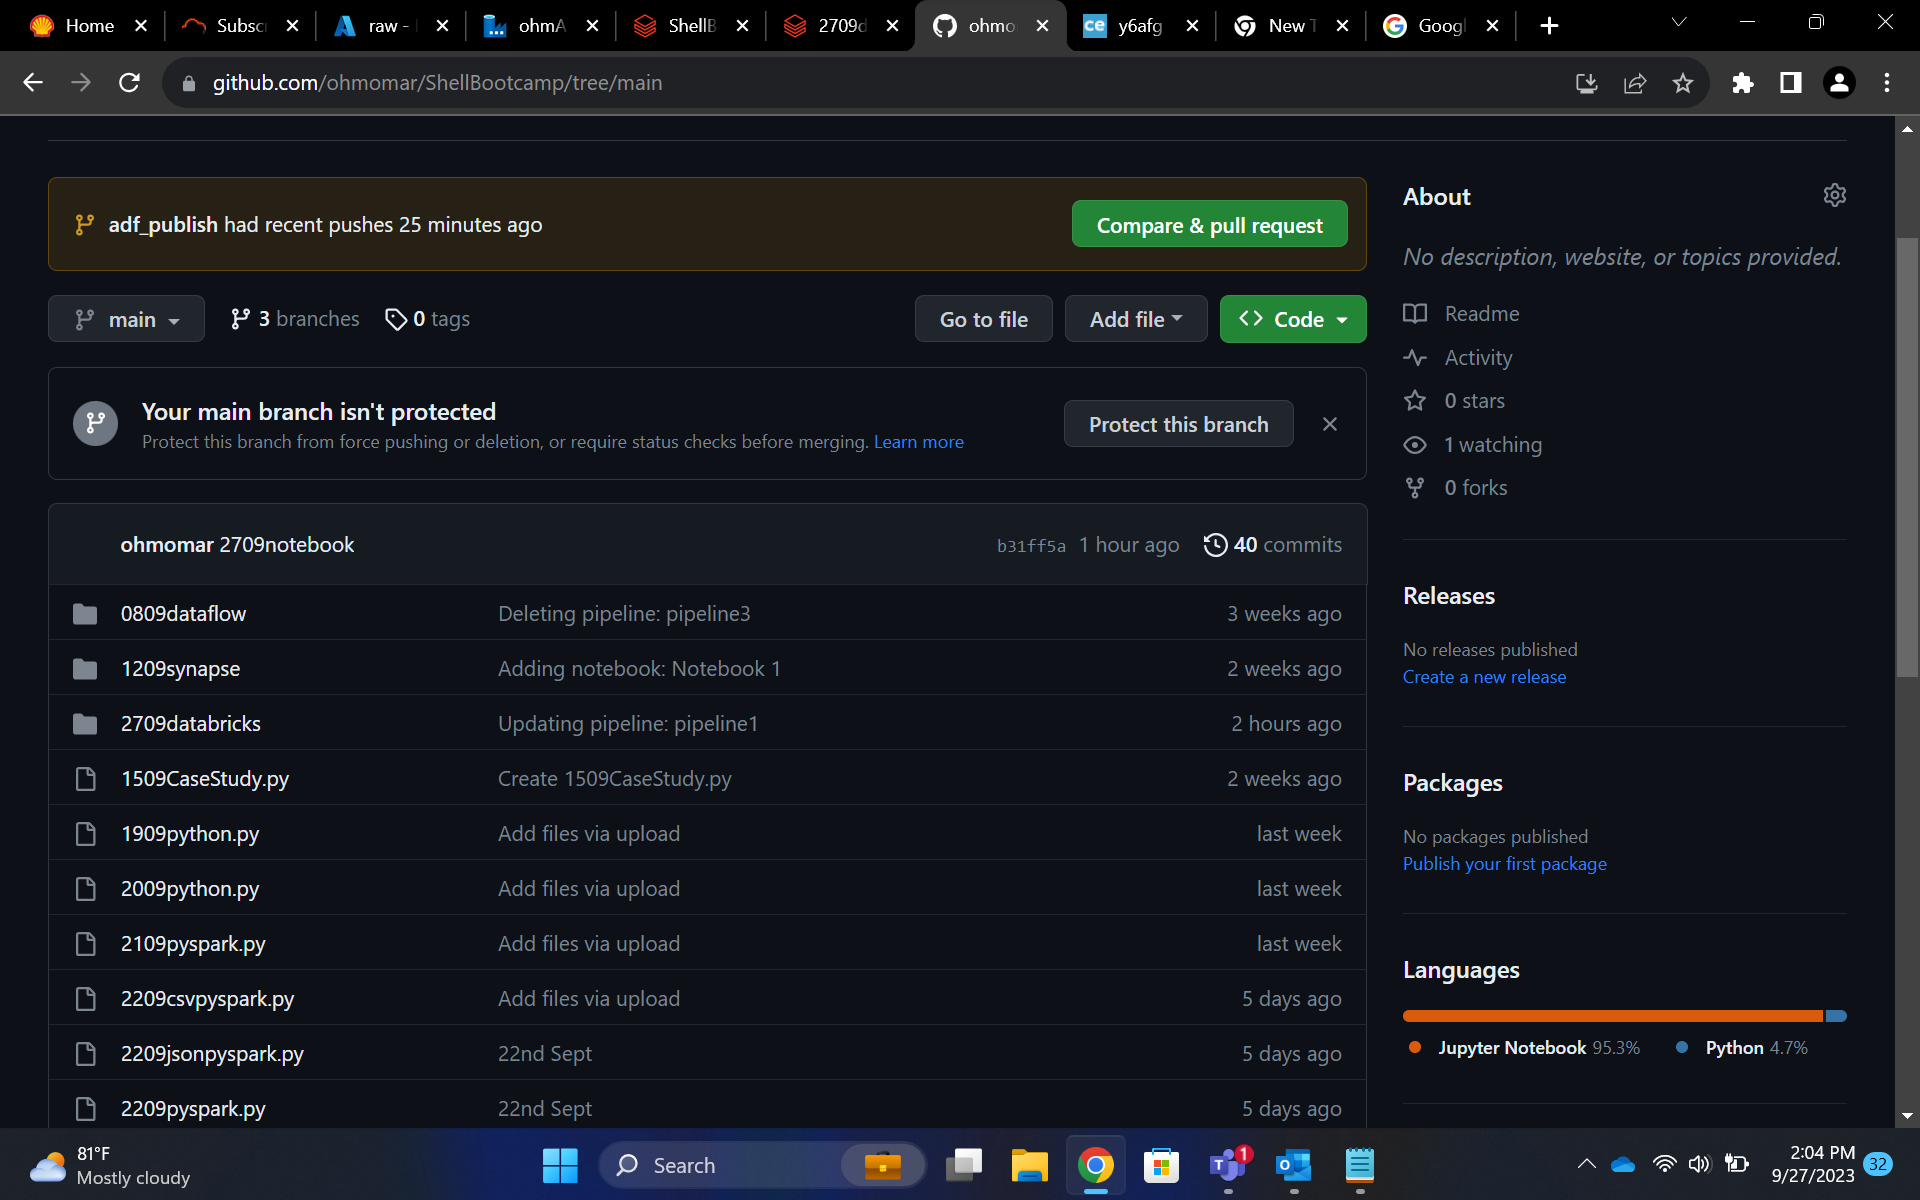 Home
Subsc
raw -
ohmA
ShellB
2709d
ohmo
ce y6afg
New T
Googl
github.com/ohmomar/ShellBootcamp/tree/main
adf_publish had recent pushes 25 minutes ago
Compare & pull request
main
3 branches
0 tags
Go to file
Add file
<> Code
Your main branch isn't protected
Protect this branch from force pushing or deletion, or require status checks before merging. Learn more
Protect this branch
ohmomar 2709notebook
b31ff5a 1 hour ago
40 commits
0809dataflow Deleting pipeline: pipeline3 3 weeks ago
1209synapse Adding notebook: Notebook 1 2 weeks ago
2709databricks Updating pipeline: pipeline1 2 hours ago
1509CaseStudy.py Create 1509CaseStudy.py 2 weeks ago
1909python.py Add files via upload last week
2009python.py Add files via upload last week
2109pyspark.py Add files via upload last week
2209csvpyspark.py Add files via upload 5 days ago
2209jsonpyspark.py 22nd Sept 5 days ago
2209pyspark.py 22nd Sept 5 days ago
About
No description, website, or topics provided.
Readme
Activity
0 stars
1 watching
0 forks
Releases
No releases published
Create a new release
Packages
No packages published
Publish your first package
Languages
Jupyter Notebook 95.3% Python 4.7%
81°F
Mostly cloudy
Search
T 1
2:04 PM
9/27/2023
32